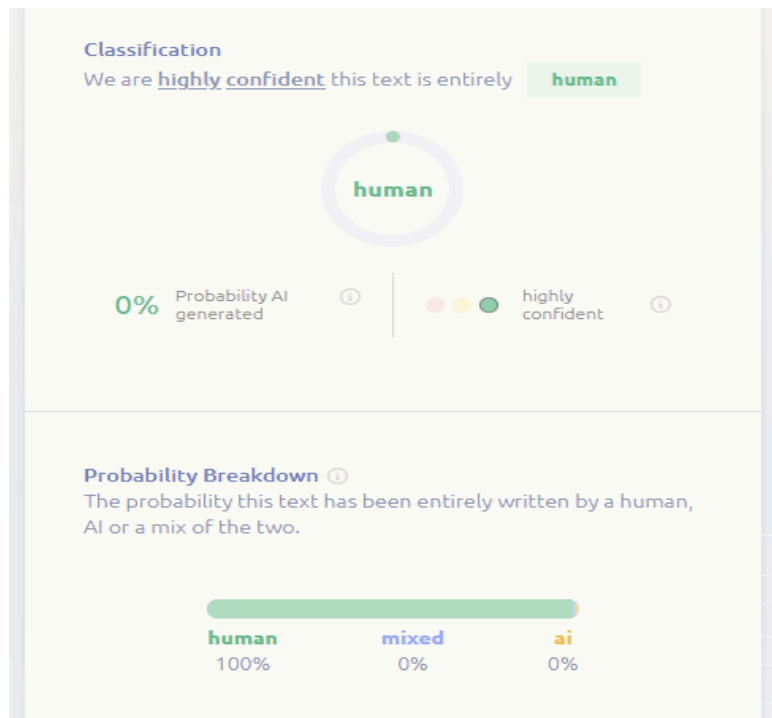 Classification
We are highly confident this text is entirely human
human
0% Probability AI generated
highly confident
Probability Breakdown
The probability this text has been entirely written by a human,
AI or a mix of the two.
human mixed ai
100% 0% 0%